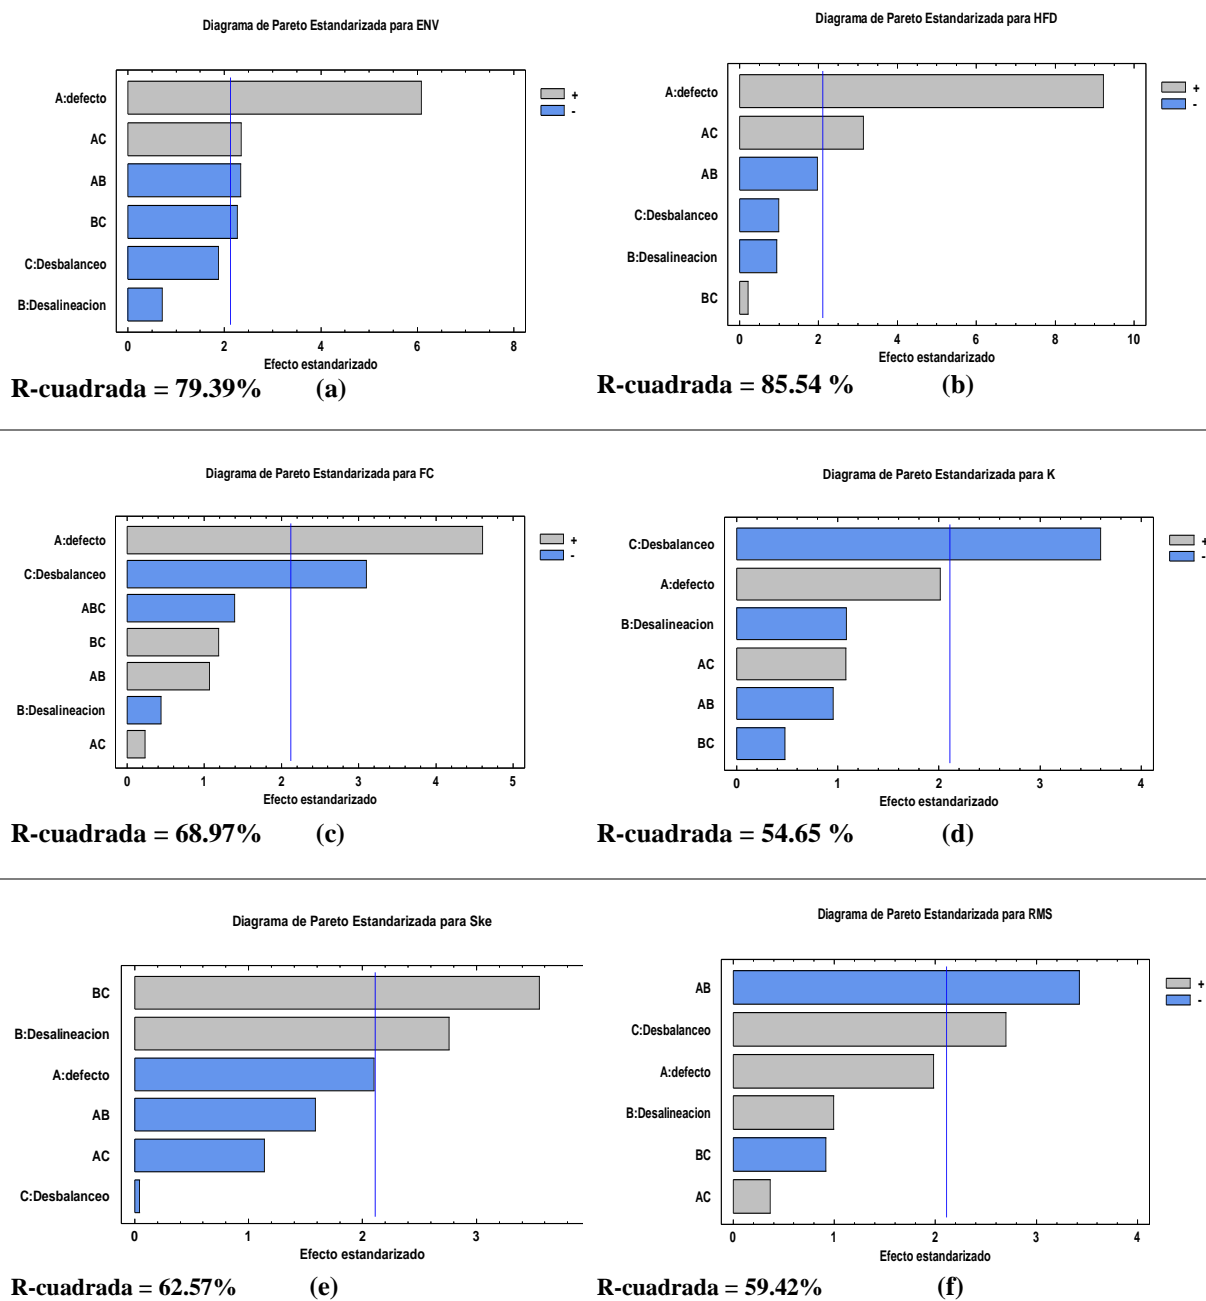 Diagrama de Pareto Estandarizada para ENV
A:defecto
AC
AB
BC
C:Desbalanceo
B:Desalineacion
0 2 4 6 8
Efecto estandarizado
+
-
R-cuadrada = 79.39% (a)
Diagrama de Pareto Estandarizada para HFD
A:defecto
AC
AB
C:Desbalanceo
B:Desalineacion
BC
0 2 4 6 8 10
Efecto estandarizado
+
-
R-cuadrada = 85.54 % (b)
Diagrama de Pareto Estandarizada para FC
A:defecto
C:Desbalanceo
ABC
BC
AB
B:Desalineacion
AC
0 1 2 3 4 5
Efecto estandarizado
+
-
R-cuadrada = 68.97% (c)
Diagrama de Pareto Estandarizada para K
C:Desbalanceo
A:defecto
B:Desalineacion
AC
AB
BC
0 1 2 3 4
Efecto estandarizado
+
-
R-cuadrada = 54.65 % (d)
Diagrama de Pareto Estandarizada para Ske
BC
B:Desalineacion
A:defecto
AB
AC
C:Desbalanceo
0 1 2 3
Efecto estandarizado
R-cuadrada = 62.57% (e)
Diagrama de Pareto Estandarizada para RMS
AB
C:Desbalanceo
A:defecto
B:Desalineacion
BC
AC
0 1 2 3 4
Efecto estandarizado
+
-
R-cuadrada = 59.42% (f)